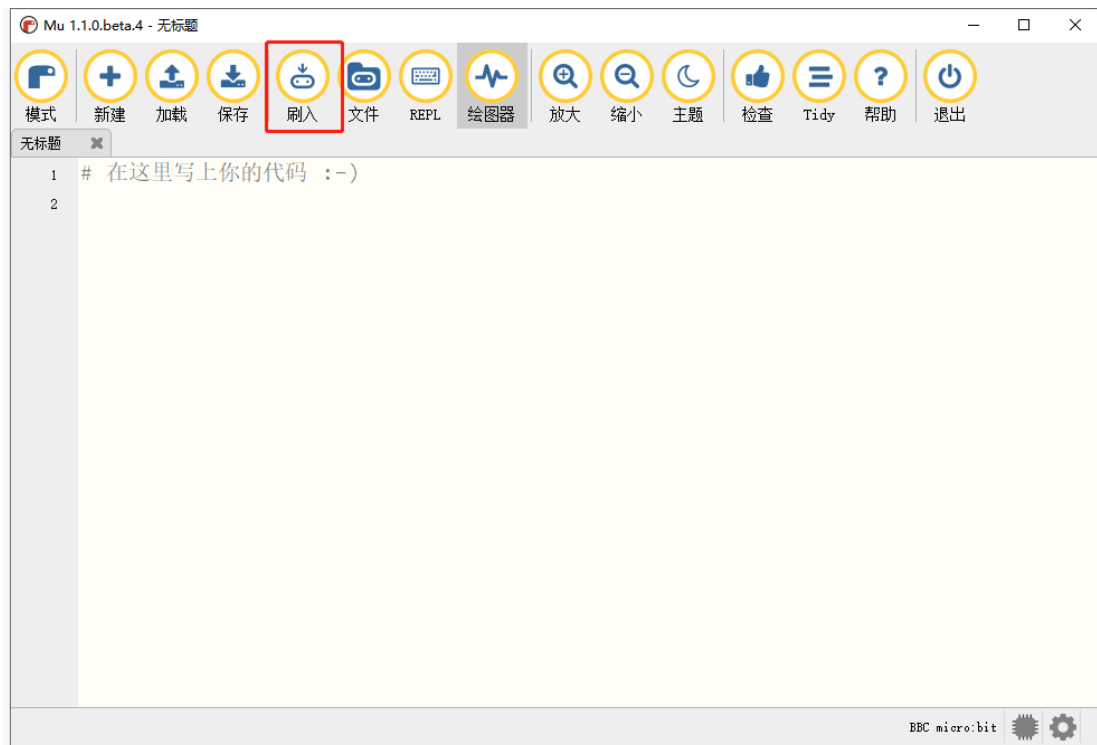 Mu 1.1.0.beta.4 - 无标题
模式 新建 加载 保存 刷入 文件 REPL 绘图器 放大 缩小 主题 检查 Tidy 帮助 退出
无标题
1 # 在这里写上你的代码 :-)
2
BBC micro:bit